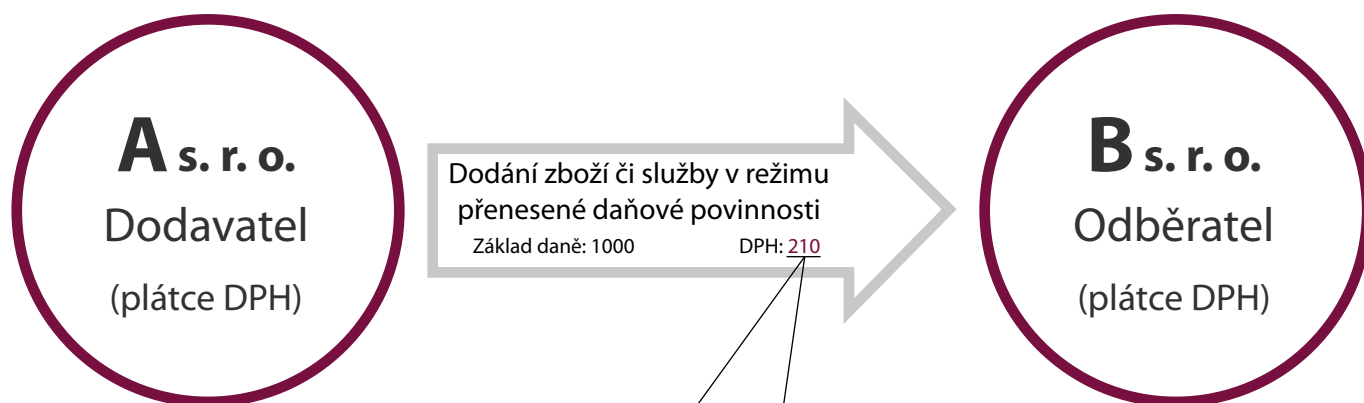 A s. r. o.
Dodavatel
(plátce DPH)
Dodání zboží či služby v režimu
přenesené daňové povinnosti
Základ daně: 1000 DPH: 210
B s. r. o.
Odběratel
(plátce DPH)